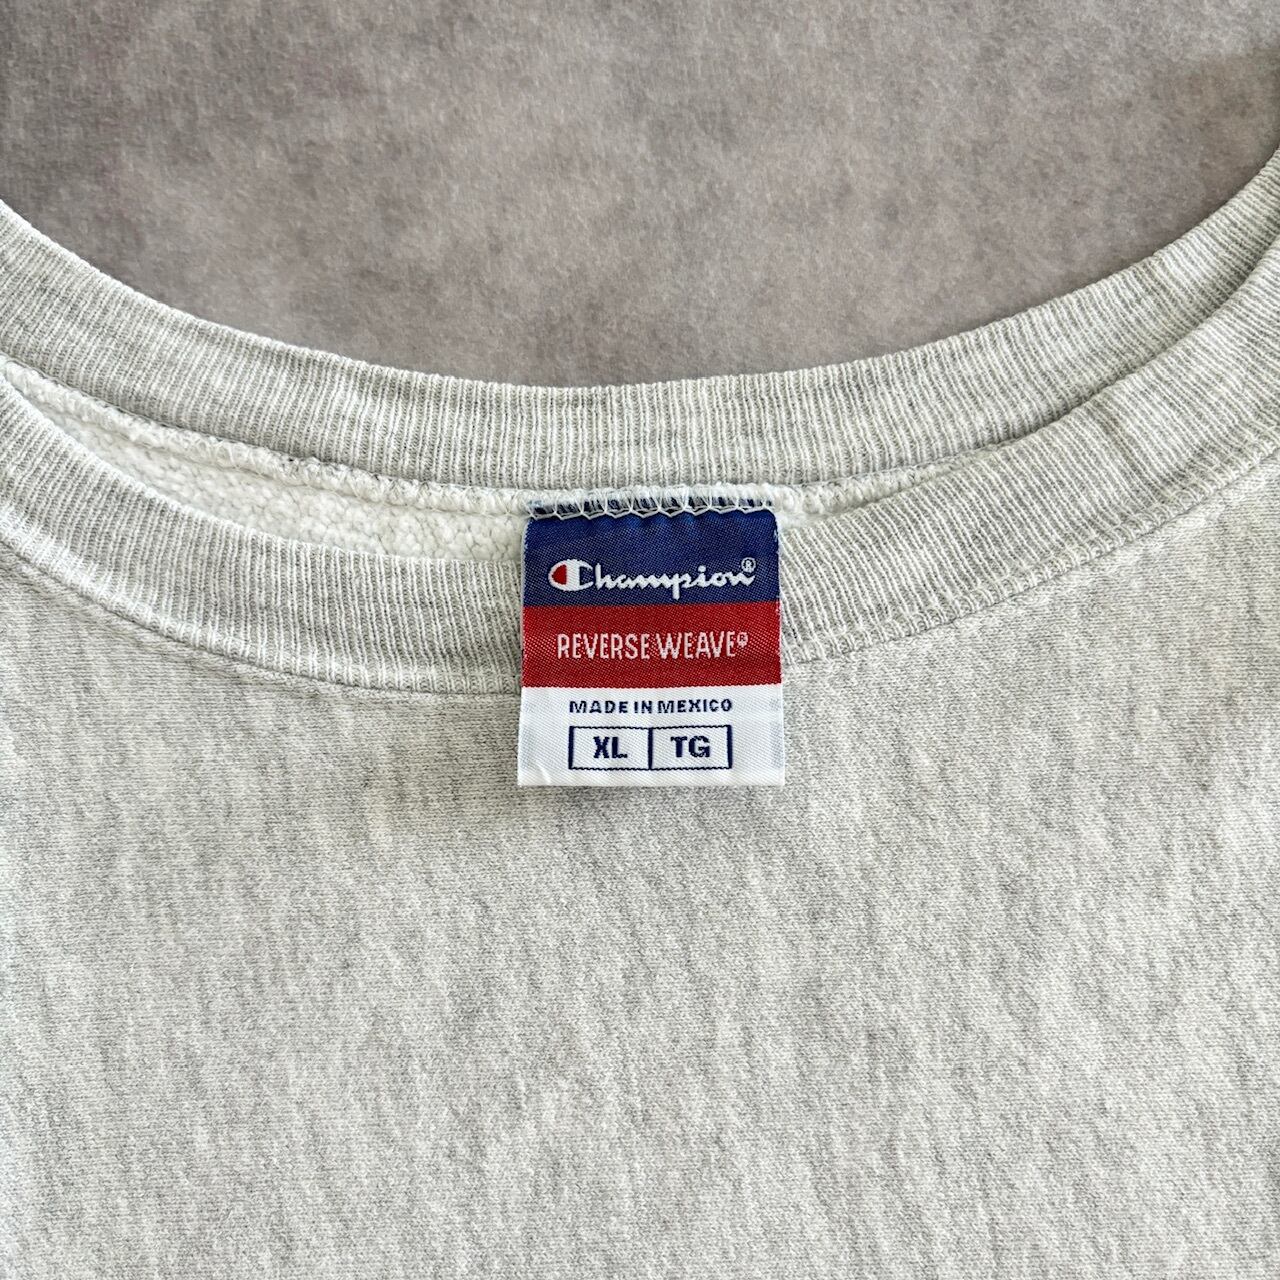 Champion®
REVERSE WEAVE®
MADE IN MEXICO
XL TG